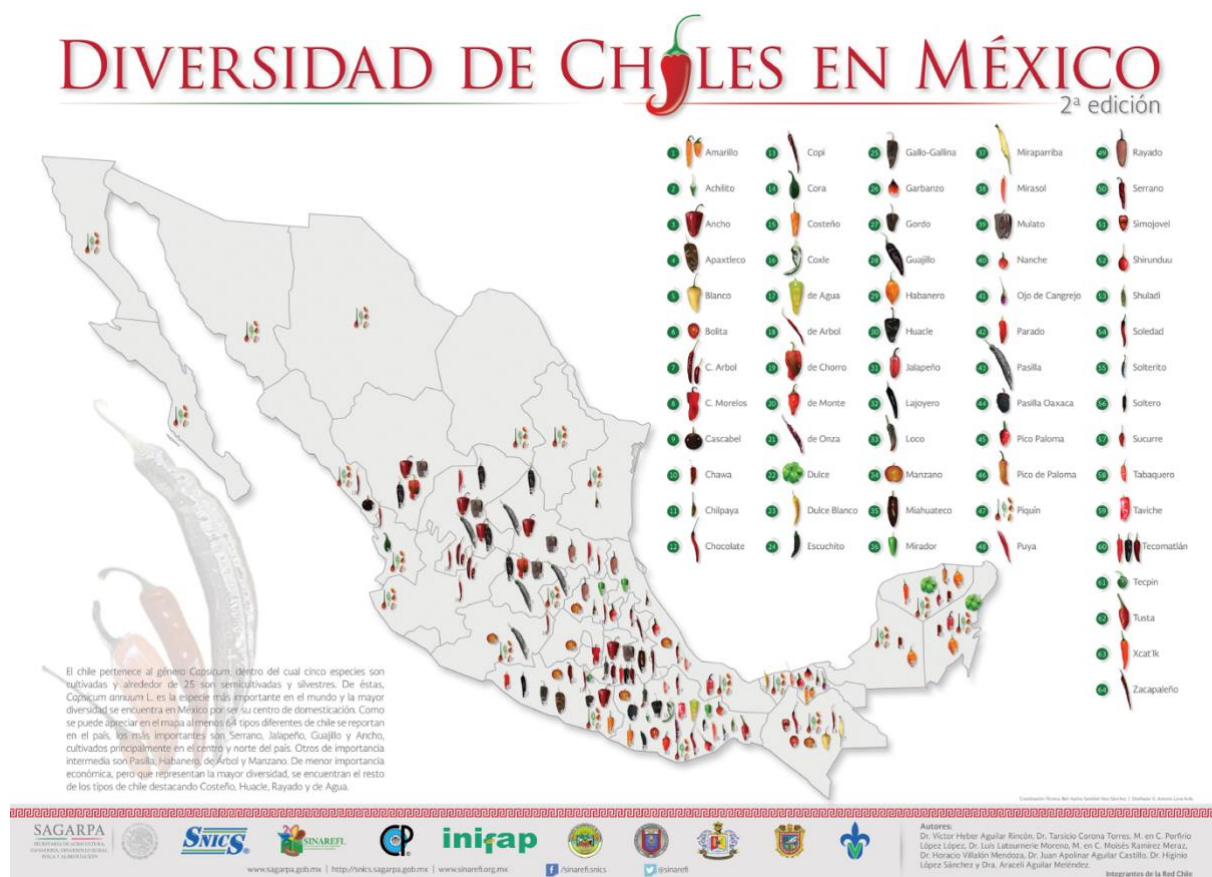 DIVERSIDAD DE CHILES EN MÉXICO
2ª edición
1 Amarillo
2 Achilito
3 Ancho
4 Apaxtleco
5 Blanco
6 Bolita
7 C. Arbol
8 C. Morelos
9 Cascabel
10 Chawa
11 Chilpaya
12 Chocolate
13 Copi
14 Cora
15 Costeño
16 Coxle
17 de Agua
18 de Arbol
19 de Chorro
20 de Monte
21 de Onza
22 Dulce
23 Dulce Blanco
24 Escuchito
25 Gallo-Gallina
26 Garbanzo
27 Gordo
28 Guajillo
29 Habanero
30 Huacle
31 Jalapeño
32 Lajoyero
33 Loco
34 Manzano
35 Miahuateco
36 Mirador
37 Miraparriba
38 Mirasol
39 Mulato
40 Nanche
41 Ojo de Cangrejo
42 Parado
43 Pasilla
44 Pasilla Oaxaca
45 Pico Paloma
46 Pico de Paloma
47 Piquín
48 Puya
49 Rayado
50 Serrano
51 Simojovel
52 Shirunduu
53 Shuladi
54 Soledad
55 Solterito
56 Soltero
57 Sucurre
58 Tabaquero
59 Taviche
60 Tecomatlán
61 Tecpin
62 Tusta
63 Xcat'lk
64 Zacapaleño
El chile pertenece al género Capsicum, dentro del cual cinco especies son
cultivadas y alrededor de 25 son semicultivadas y silvestres. De éstas,
Capsicum annuum L. es la especie más importante en el mundo y la mayor
diversidad se encuentra en México por ser su centro de domesticación. Como
se puede apreciar en el mapa al menos 64 tipos diferentes de chile se reportan
en el país, los más importantes son Serrano, Jalapeño, Guajillo y Ancho,
cultivados principalmente en el centro y norte del país. Otros de importancia
intermedia son Pasilla, Habanero, de Arbol y Manzano. De menor importancia
económica, pero que representan la mayor diversidad, se encuentran el resto
de los tipos de chile destacando Costeño, Huacle, Rayado y de Agua.
SAGARPA
SECRETARÍA DE AGRICULTURA,
GANADERÍA, DESARROLLO RURAL,
PESCA Y ALIMENTACIÓN
SNICS
SINAREFI
CP
inifap
www.snics.sagarpa.gob.mx | http://snics.sagarpa.gob.mx | www.sinarefi.org.mx
/sinarefi.snics
@sinarefi
Autores:
Dr. Víctor Heber Aguilar Rincón, Dr. Tarsicio Corona Torres, M. en C. Porfirio
López López, Dr. Luis Latournerie Moreno, M. en C. Moisés Ramírez Meraz,
Dr. Horacio Villalón Mendoza, Dr. Juan Apolinar Aguilar Castillo, Dr. Higinio
López Sánchez y Dra. Araceli Aguilar Meléndez.
Integrantes de la Red Chile